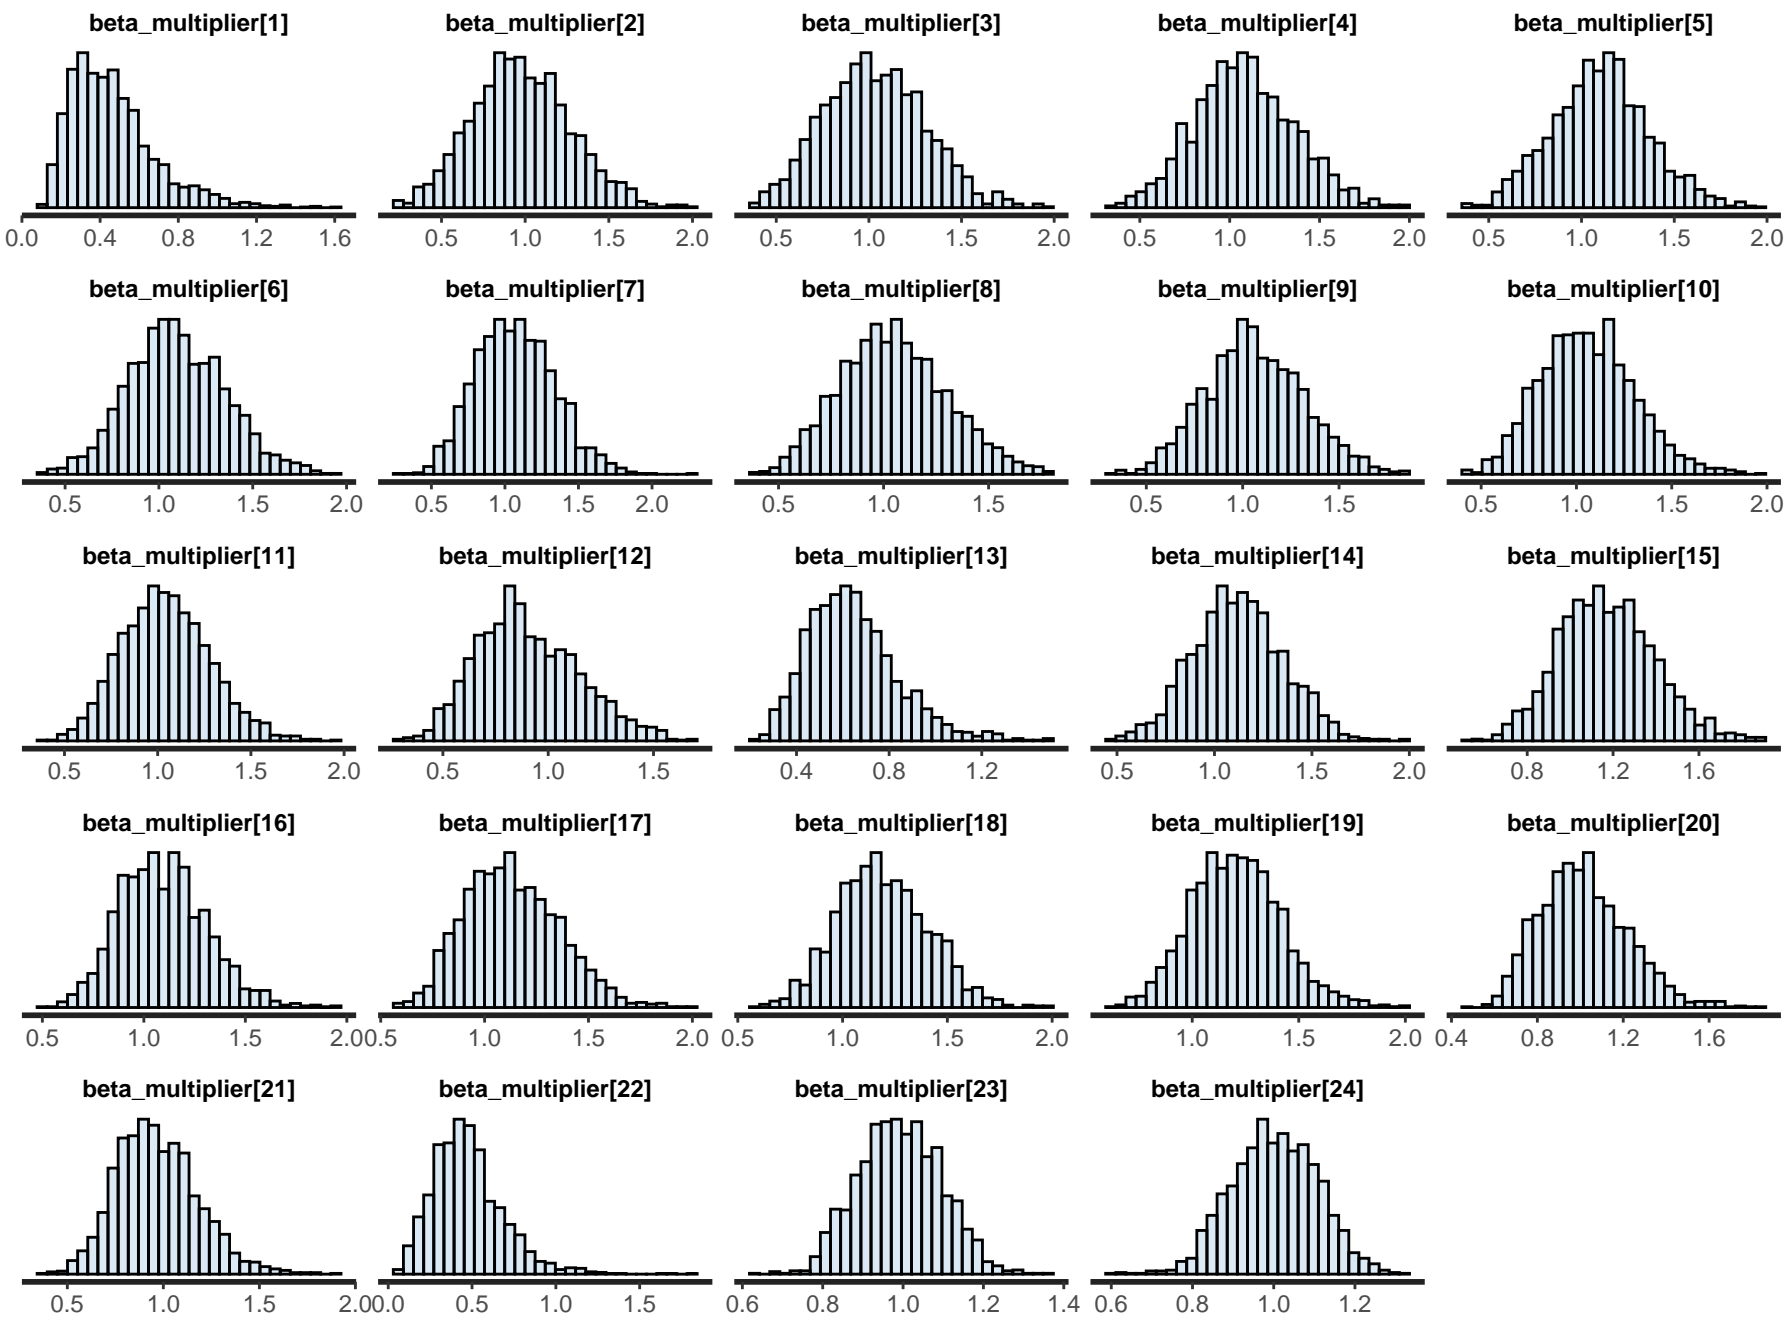 beta_multiplier[1] beta_multiplier[2] beta_multiplier[3] beta_multiplier[4] beta_multiplier[5]
0.0 0.4 0.8 1.2 1.6 0.5 1.0 1.5 2.0 0.5 1.0 1.5 2.0 0.5 1.0 1.5 2.0 0.5 1.0 1.5 2.0
beta_multiplier[6] beta_multiplier[7] beta_multiplier[8] beta_multiplier[9] beta_multiplier[10]
0.5 1.0 1.5 2.0 0.5 1.0 1.5 2.0 0.5 1.0 1.5 0.5 1.0 1.5 0.5 1.0 1.5 2.0
beta_multiplier[11] beta_multiplier[12] beta_multiplier[13] beta_multiplier[14] beta_multiplier[15]
0.5 1.0 1.5 2.0 0.5 1.0 1.5 0.4 0.8 1.2 0.5 1.0 1.5 2.0 0.8 1.2 1.6
beta_multiplier[16] beta_multiplier[17] beta_multiplier[18] beta_multiplier[19] beta_multiplier[20]
0.5 1.0 1.5 2.0 0.5 1.0 1.5 2.0 0.5 1.0 1.5 2.0 1.0 1.5 2.0 0.4 0.8 1.2 1.6
beta_multiplier[21] beta_multiplier[22] beta_multiplier[23] beta_multiplier[24]
0.5 1.0 1.5 2.0 0.0 0.5 1.0 1.5 0.6 0.8 1.0 1.2 1.4 0.6 0.8 1.0 1.2